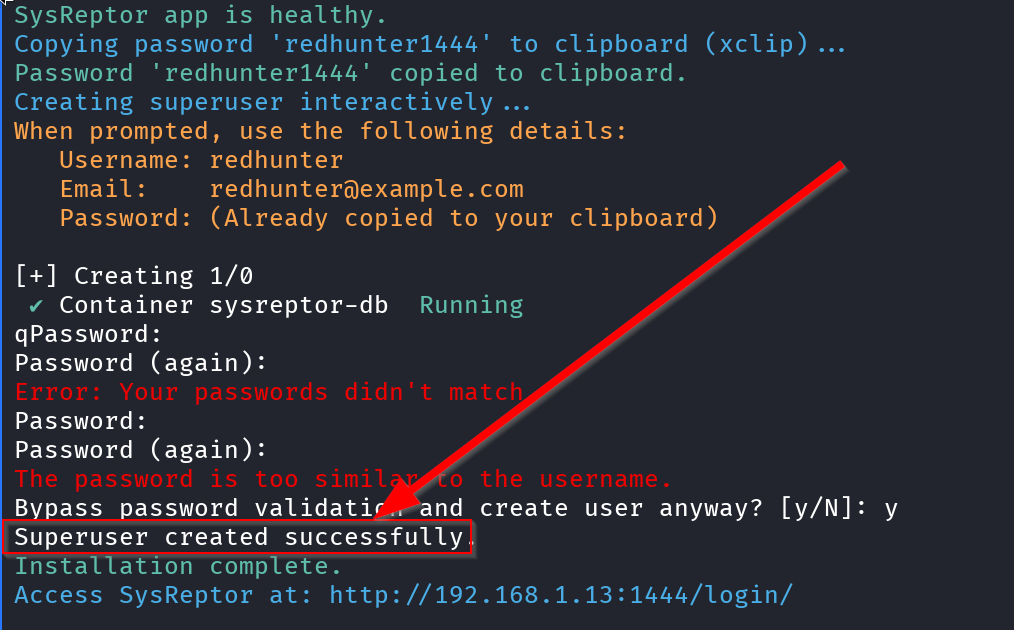 SysReptor app is healthy.
Copying password 'redhunter1444' to clipboard (xclip)...
Password 'redhunter1444' copied to clipboard.
Creating superuser interactively...
When prompted, use the following details:
   Username: redhunter
   Email:    redhunter@example.com
   Password: (Already copied to your clipboard)
[+] Creating 1/0
 ✔ Container sysreptor-db  Running
qPassword:
Password (again):
Error: Your passwords didn't match
Password:
Password (again):
The password is too similar to the username.
Bypass password validation and create user anyway? [y/N]: y
Superuser created successfully.
Installation complete.
Access SysReptor at: http://192.168.1.13:1444/login/